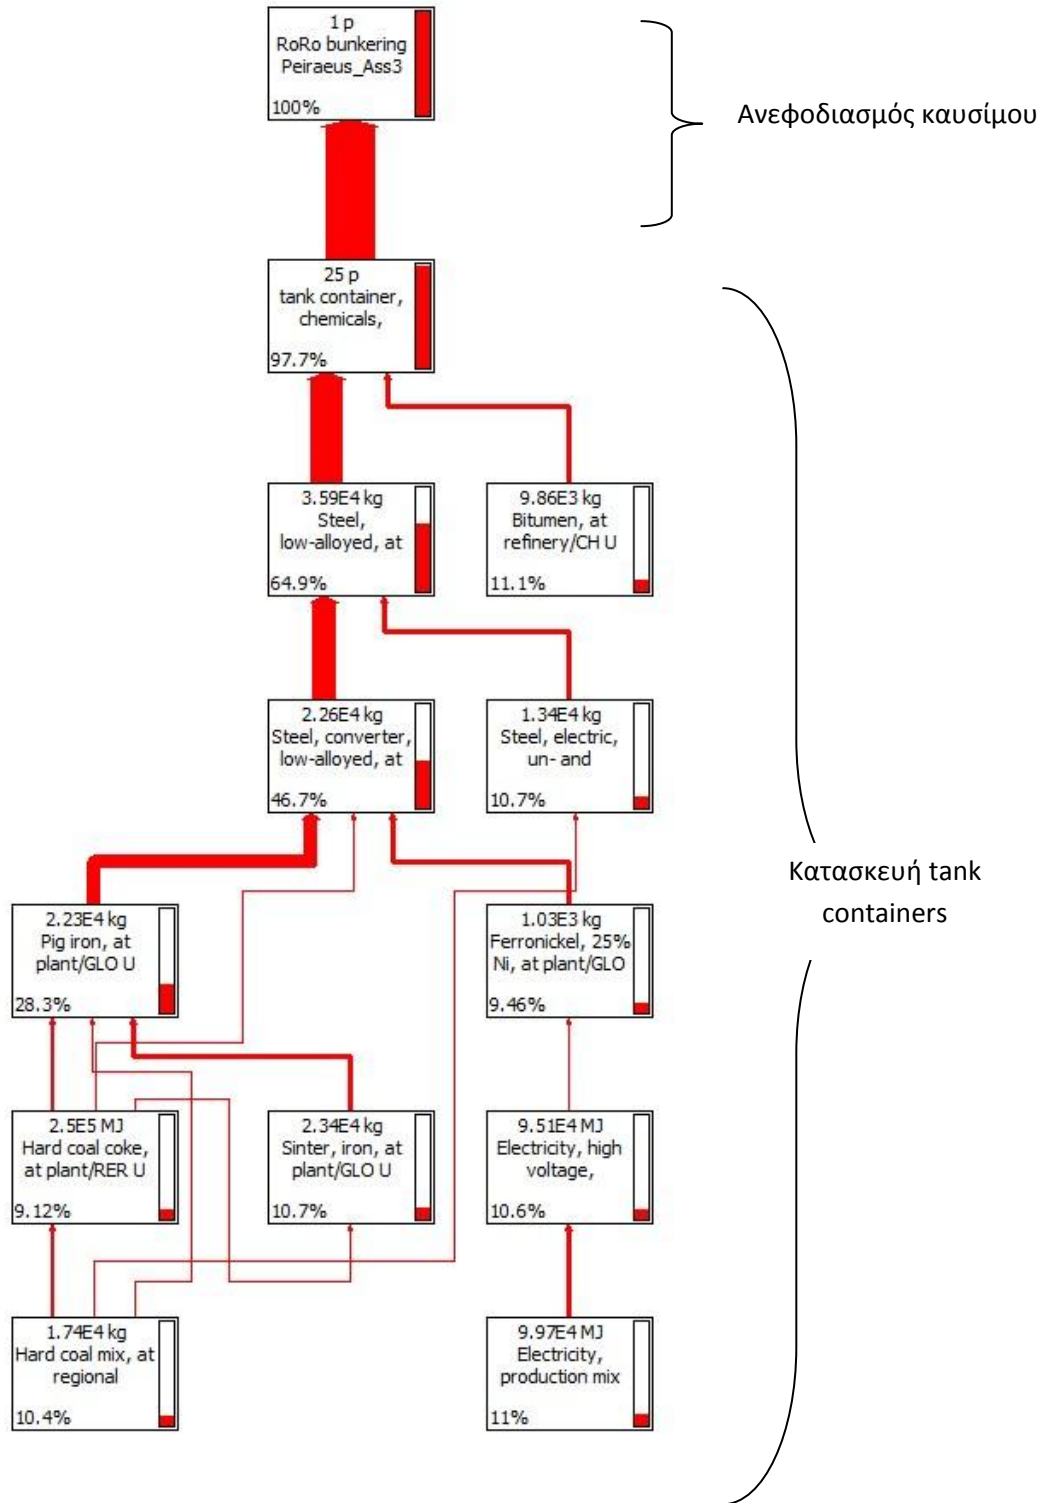 1 p
RoRo bunkering
Peiraeus_Ass3
100%
Ανεφοδιασμός καυσίμου
25 p
tank container,
chemicals,
97.7%
3.59E4 kg
Steel,
low-alloyed, at
64.9%
9.86E3 kg
Bitumen, at
refinery/CH U
11.1%
2.26E4 kg
Steel, converter,
low-alloyed, at
46.7%
1.34E4 kg
Steel, electric,
un- and
10.7%
Κατασκευή tank
containers
2.23E4 kg
Pig iron, at
plant/GLO U
28.3%
1.03E3 kg
Ferronickel, 25%
Ni, at plant/GLO
9.46%
2.5E5 MJ
Hard coal coke,
at plant/RER U
9.12%
2.34E4 kg
Sinter, iron, at
plant/GLO U
10.7%
9.51E4 MJ
Electricity, high
voltage,
10.6%
1.74E4 kg
Hard coal mix, at
regional
10.4%
9.97E4 MJ
Electricity,
production mix
11%